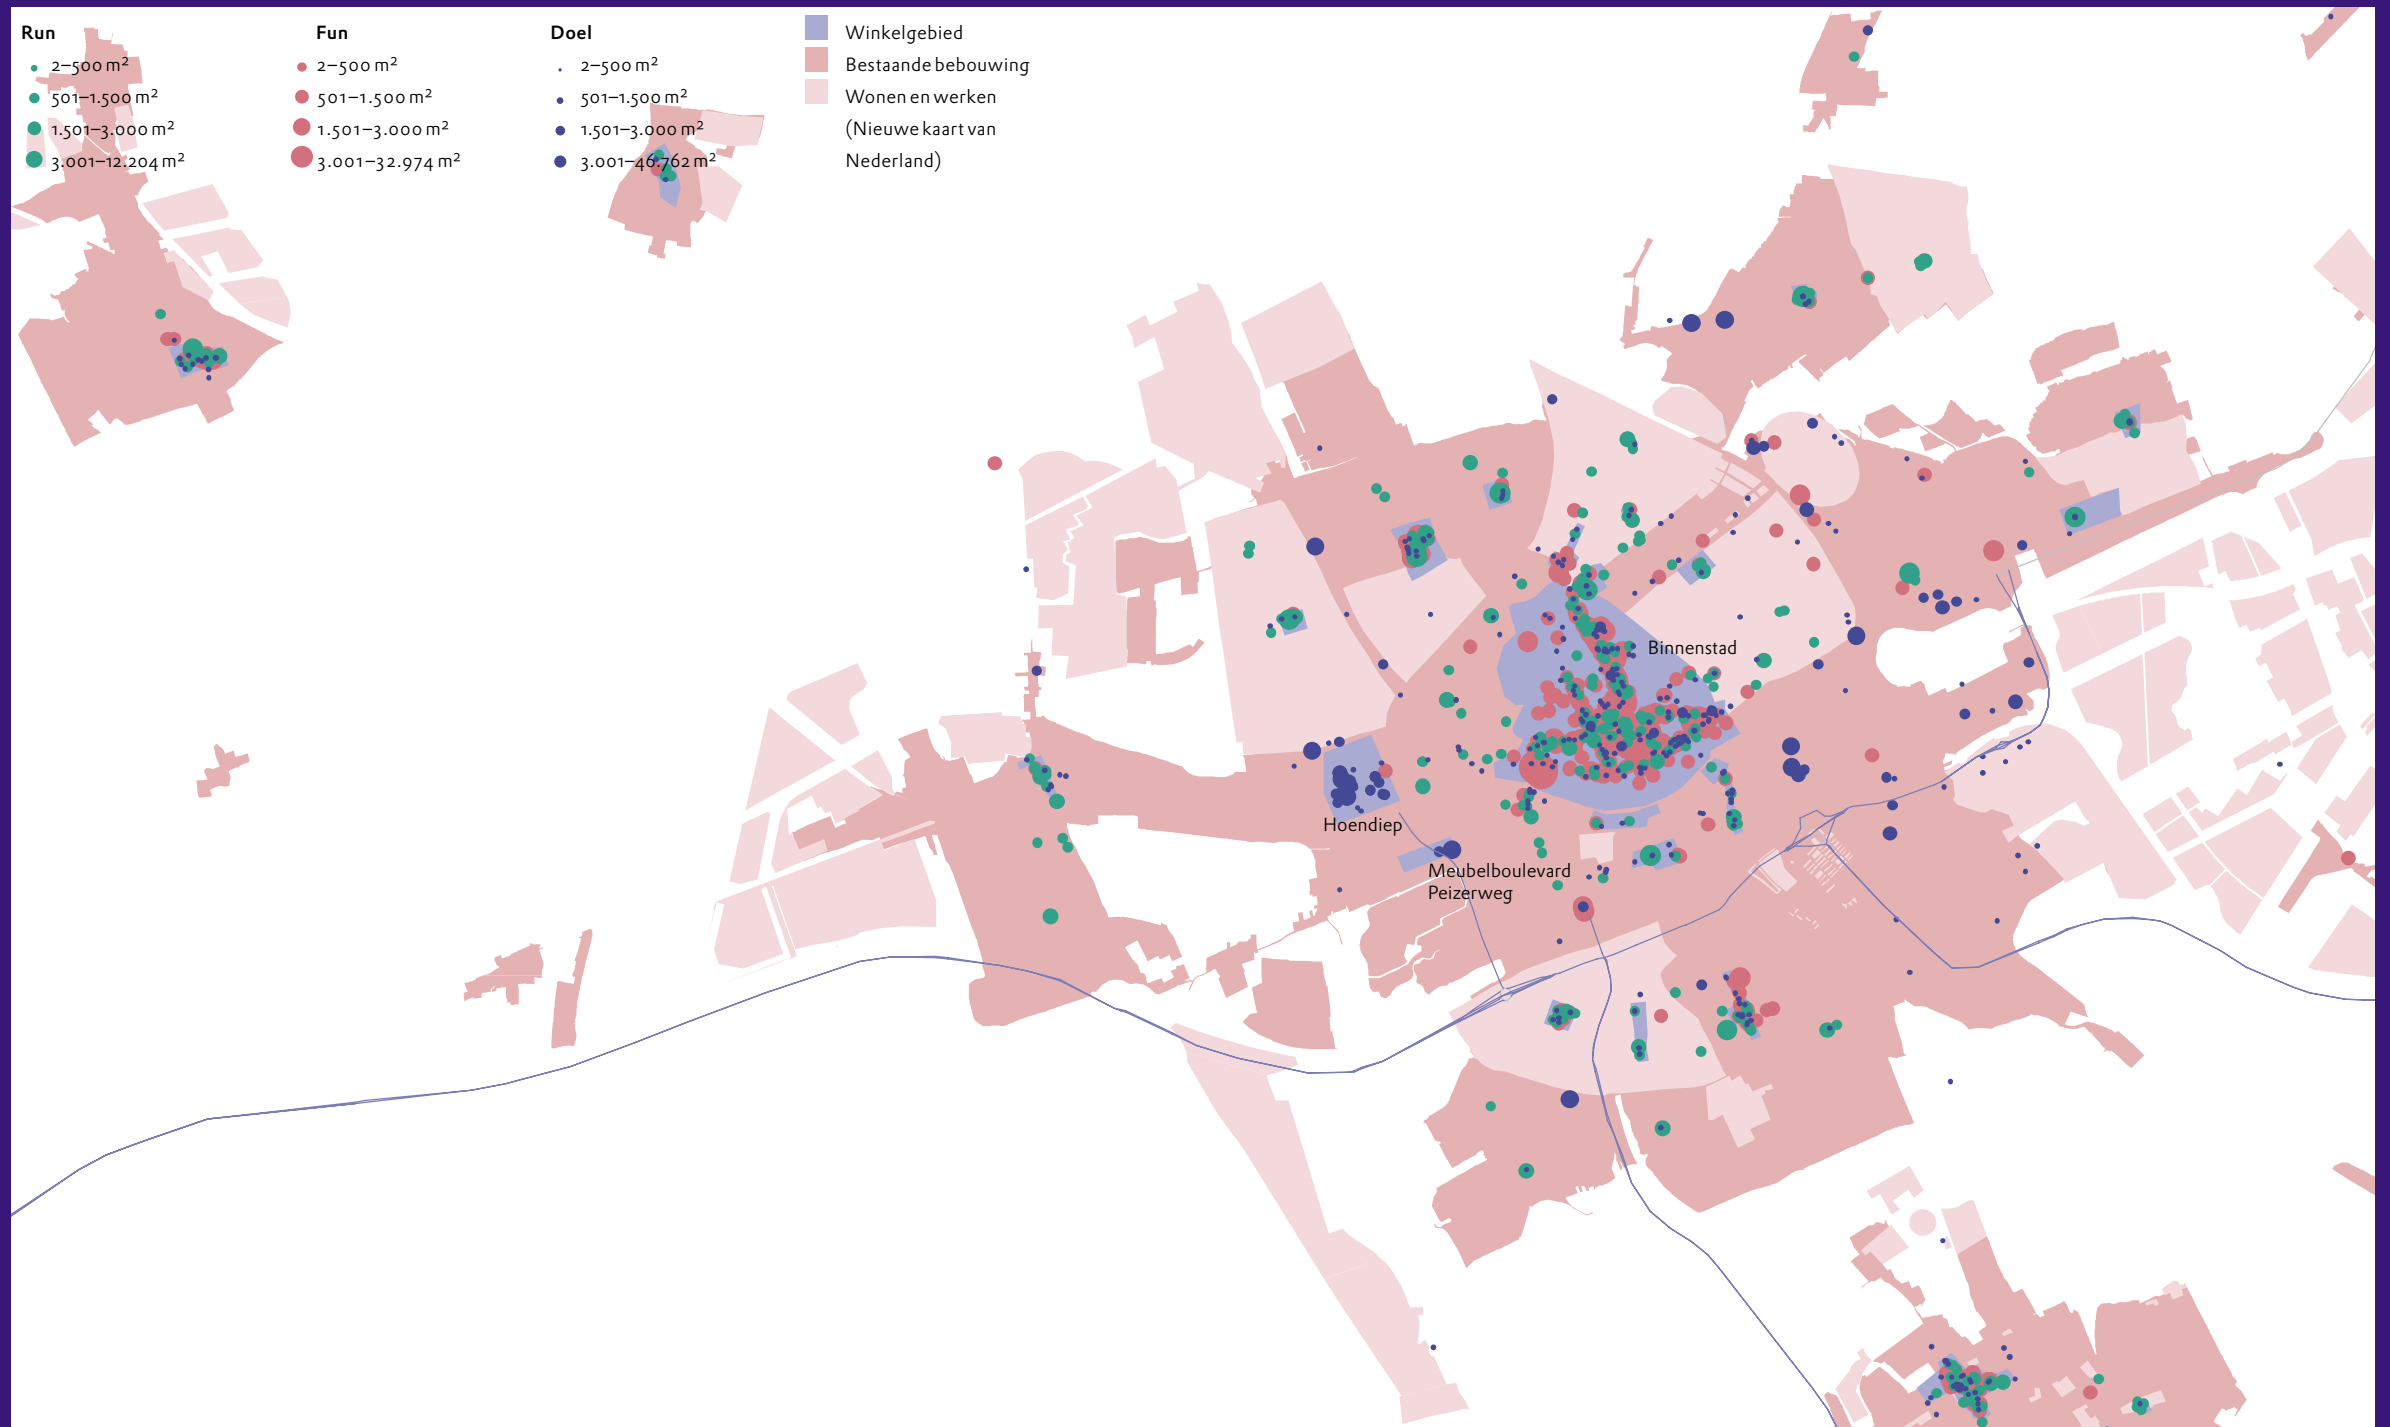 Run
2–500 m²
501–1.500 m²
1.501–3.000 m²
3.001–12.204 m²
Fun
2–500 m²
501–1.500 m²
1.501–3.000 m²
3.001–32.974 m²
Doel
2–500 m²
501–1.500 m²
1.501–3.000 m²
3.001–46.762 m²
Winkelgebied
Bestaande bebouwing
Wonen en werken
(Nieuwe kaart van
Nederland)
Binnenstad
Hoendiep
Meubelboulevard
Peizerweg